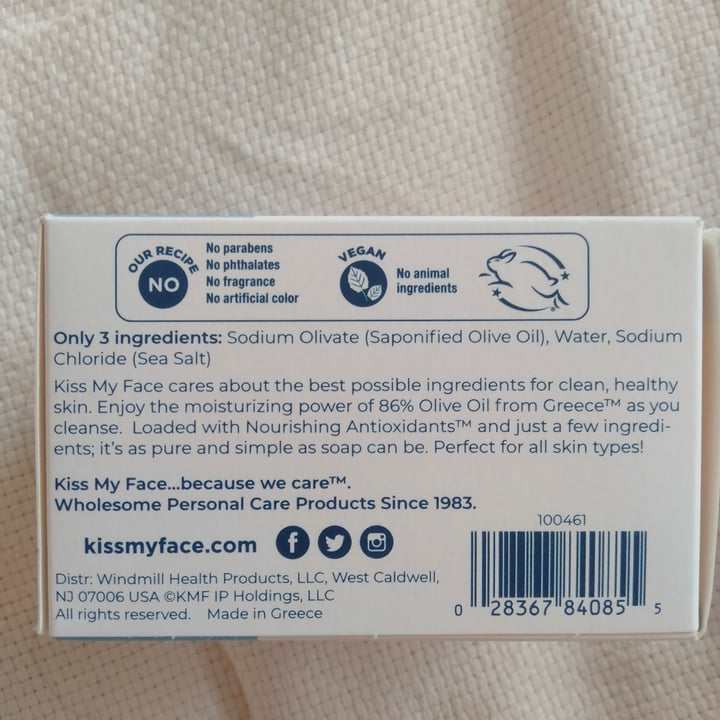 OUR RECIPE
NO
No parabens
No phthalates
No fragrance
No artificial color
VEGAN
No animal
ingredients
Only 3 ingredients: Sodium Olivate (Saponified Olive Oil), Water, Sodium
Chloride (Sea Salt)
Kiss My Face cares about the best possible ingredients for clean, healthy
skin. Enjoy the moisturizing power of 86% Olive Oil from Greece™ as you
cleanse. Loaded with Nourishing Antioxidants™ and just a few ingredi-
ents; it's as pure and simple as soap can be. Perfect for all skin types!
Kiss My Face...because we care™.
Wholesome Personal Care Products Since 1983.
kissmyface.com
Distr: Windmill Health Products, LLC, West Caldwell,
NJ 07006 USA ©KMF IP Holdings, LLC
All rights reserved. Made in Greece
100461
0 28367 84085 5